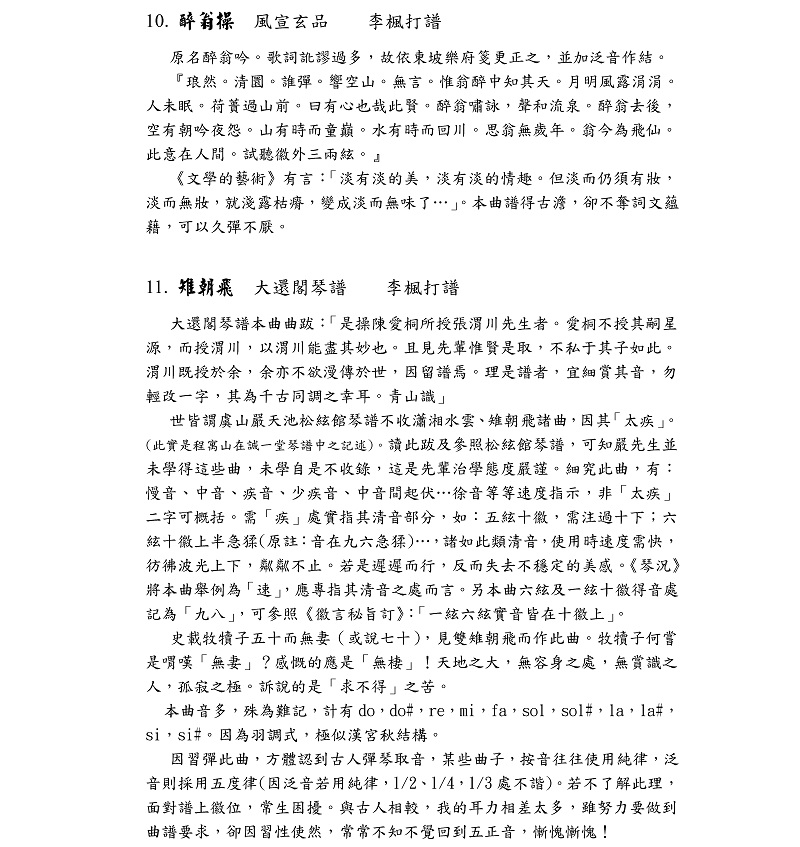 10. 醉翁操　風宣玄品　　李楓打譜
原名醉翁吟。歌詞訛謬過多，故依東坡樂府箋更正之，並加泛音作結。
『琅然。清圜。誰彈。響空山。無言。惟翁醉中知其天。月明風露涓涓。
人未眠。荷蕢過山前。曰有心也哉此賢。醉翁嘯詠，聲和流泉。醉翁去後，
空有朝吟夜怨。山有時而童巔。水有時而回川。思翁無歲年。翁今為飛仙。
此意在人間。試聽徽外三兩絃。』
《文學的藝術》有言：「淡有淡的美，淡有淡的情趣。但淡而仍須有妝，
淡而無妝，就淺露枯瘠，變成淡而無味了…」。本曲譜得古澹，卻不奪詞文蘊
藉，可以久彈不厭。
11. 雉朝飛　大還閣琴譜　　李楓打譜
大還閣琴譜本曲曲跋：「是操陳愛桐所授張渭川先生者。愛桐不授其嗣星
源，而授渭川，以渭川能盡其妙也。且見先輩惟賢是取，不私于其子如此。
渭川既授於余，余亦不欲漫傳於世，因留譜焉。理是譜者，宜細賞其音，勿
輕改一字，其為千古同調之幸耳。青山識」
世皆謂虞山嚴天池松絃館琴譜不收瀟湘水雲、雉朝飛諸曲，因其「太疾」。
(此實是程寯山在誠一堂琴譜中之記述)。讀此跋及參照松絃館琴譜，可知嚴先生並
未學得這些曲，未學自是不收錄，這是先輩治學態度嚴謹。細究此曲，有：
慢音、中音、疾音、少疾音、中音間起伏…徐音等等速度指示，非「太疾」
二字可概括。需「疾」處實指其清音部分，如：五絃十徽，需注過十下；六
絃十徽上半急猱(原註：音在九六急猱)…，諸如此類清音，使用時速度需快，
彷彿波光上下，粼粼不止。若是遲遲而行，反而失去不穩定的美感。《琴況》
將本曲舉例為「速」，應專指其清音之處而言。另本曲六絃及一絃十徽得音處
記為「九八」，可參照《徽言秘旨訂》：「一絃六絃實音皆在十徽上」。
史載牧犢子五十而無妻（或說七十），見雙雉朝飛而作此曲。牧犢子何嘗
是喟嘆「無妻」？感慨的應是「無棲」！天地之大，無容身之處，無賞識之
人，孤寂之極。訴說的是「求不得」之苦。
本曲音多，殊為難記，計有 do，do#，re，mi，fa，sol，sol#，la，la#，
si，si#。因為羽調式，極似漢宮秋結構。
因習彈此曲，方體認到古人彈琴取音，某些曲子，按音往往使用純律，泛
音則採用五度律(因泛音若用純律，1/2、1/4，1/3 處不諧)。若不了解此理，
面對譜上徽位，常生困擾。與古人相較，我的耳力相差太多，雖努力要做到
曲譜要求，卻因習性使然，常常不知不覺回到五正音，慚愧慚愧！